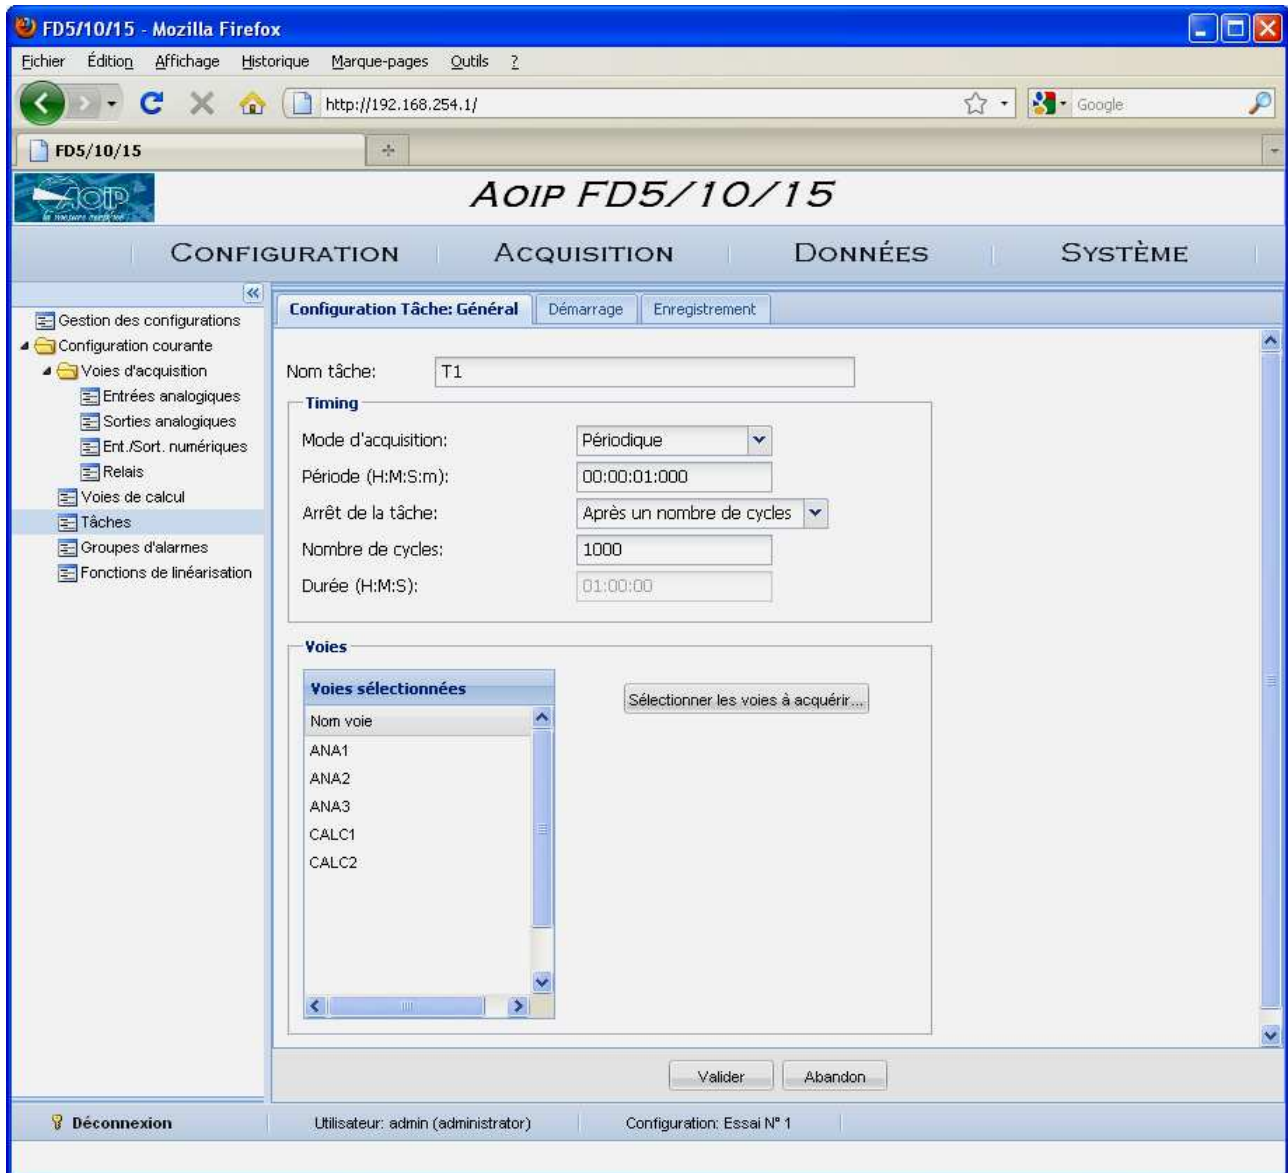 FD5/10/15 - Mozilla Firefox
Fichier Édition Affichage Historique Marque-pages Outils ?
http://192.168.254.1/ Google
FD5/10/15
AOIP
AOIP FD5/10/15
CONFIGURATION ACQUISITION DONNÉES SYSTÈME
Gestion des configurations
Configuration courante
Voies d'acquisition
Entrées analogiques
Sorties analogiques
Ent./Sort. numériques
Relais
Voies de calcul
Tâches
Groupes d'alarmes
Fonctions de linéarisation
Configuration Tâche: Général Démarrage Enregistrement
Nom tâche: T1
Timing
Mode d'acquisition: Périodique
Période (H:M:S:m): 00:00:01:000
Arrêt de la tâche: Après un nombre de cycles
Nombre de cycles: 1000
Durée (H:M:S): 01:00:00
Voies
Voies sélectionnées
Sélectionner les voies à acquérir...
Nom voie
ANA1
ANA2
ANA3
CALC1
CALC2
Valider Abandon
Déconnexion Utilisateur: admin (administrator) Configuration: Essai N° 1